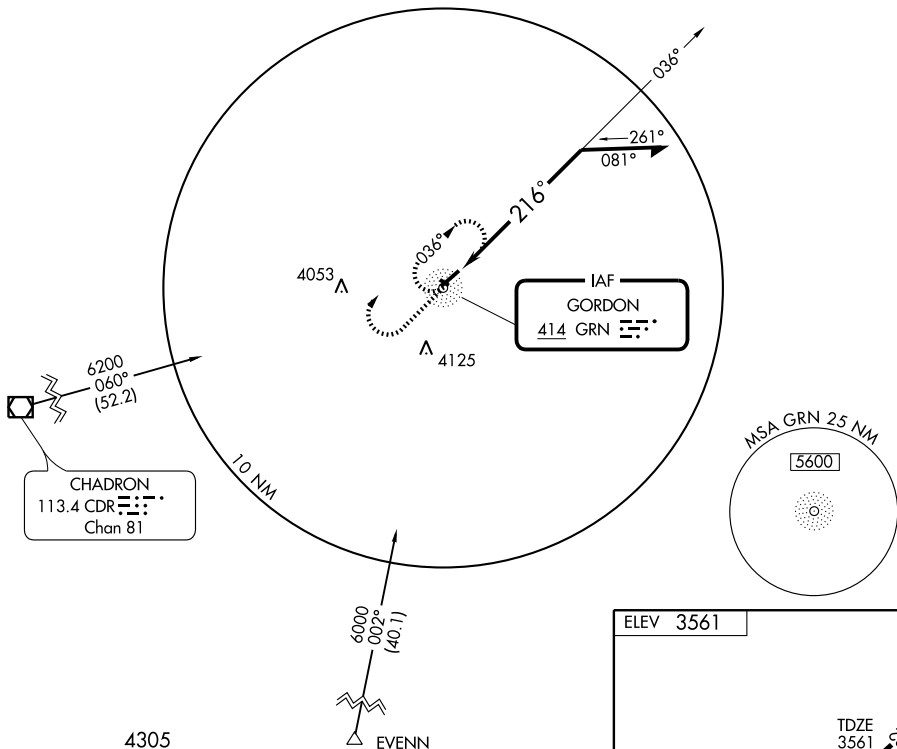 036°
261°
081°
216°
036°
4053
IAF
GORDON
414 GRN
4125
6200
060°
(52.2)
CHADRON
113.4 CDR
Chan 81
10 NM
MSA GRN 25 NM
5600
6000
002°
(40.1)
ELEV 3561
4305
EVENN
TDZE
3561